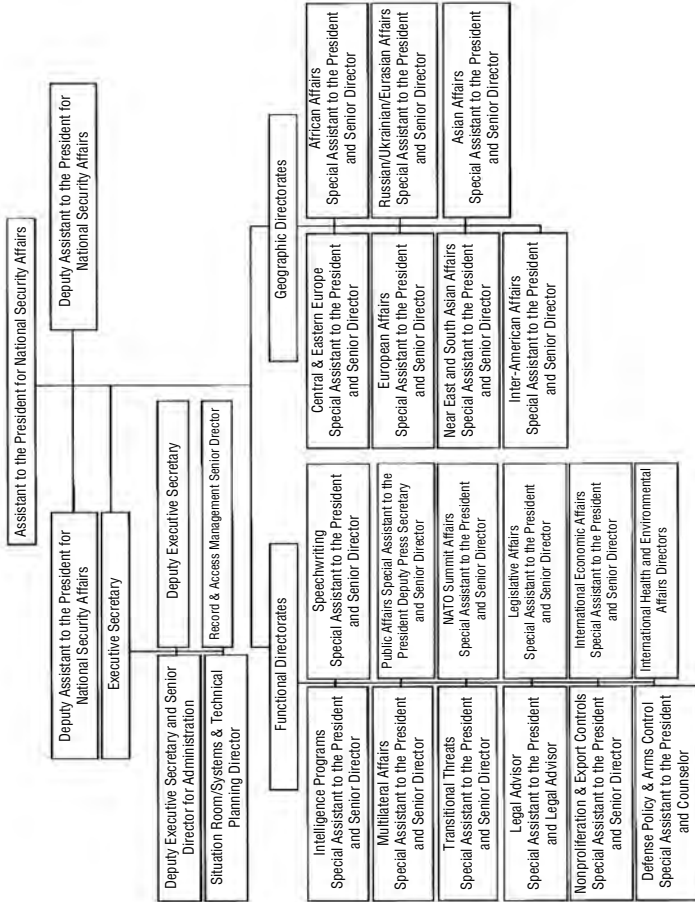 Assistant to the President for National Security Affairs
Deputy Assistant to the President for
National Security Affairs
Deputy Assistant to the President for
National Security Affairs
Executive Secretary
Deputy Executive Secretary and Senior
Director for Administration
Deputy Executive Secretary
Situation Room/Systems & Technical
Planning Director
Record & Access Management Senior Director
Functional Directorates
Intelligence Programs
Special Assistant to the President
and Senior Director
Speechwriting
Special Assistant to the President
and Senior Director
Multilateral Affairs
Special Assistant to the President
and Senior Director
Public Affairs Special Assistant to the
President Deputy Press Secretary
and Senior Director
Transitional Threats
Special Assistant to the President
and Senior Director
NATO Summit Affairs
Special Assistant to the President
and Senior Director
Legal Advisor
Special Assistant to the President
and Legal Advisor
Legislative Affairs
Special Assistant to the President
and Senior Director
Nonproliferation & Export Controls
Special Assistant to the President
and Senior Director
International Economic Affairs
Special Assistant to the President
and Senior Director
Defense Policy & Arms Control
Special Assistant to the President
and Counselor
International Health and Environmental
Affairs Directors
Geographic Directorates
Central & Eastern Europe
Special Assistant to the President
and Senior Director
African Affairs
Special Assistant to the President
and Senior Director
European Affairs
Special Assistant to the President
and Senior Director
Russian/Ukrainian/Eurasian Affairs
Special Assistant to the President
and Senior Director
Near East and South Asian Affairs
Special Assistant to the President
and Senior Director
Asian Affairs
Special Assistant to the President
and Senior Director
Inter-American Affairs
Special Assistant to the President
and Senior Director